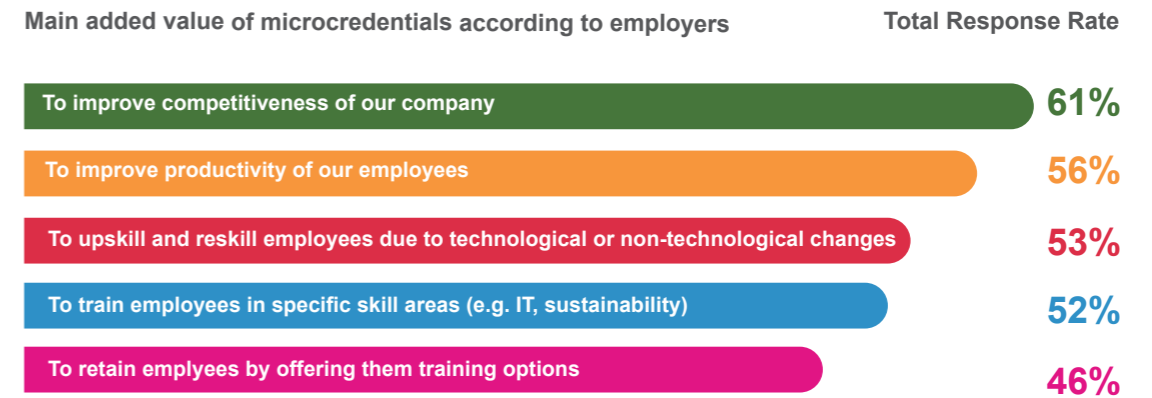 Main added value of microcredentials according to employers
Total Response Rate
To improve competitiveness of our company
61%
To improve productivity of our employees
56%
To upskill and reskill employees due to technological or non-technological changes
53%
To train employees in specific skill areas (e.g. IT, sustainability)
52%
To retain emplyees by offering them training options
46%